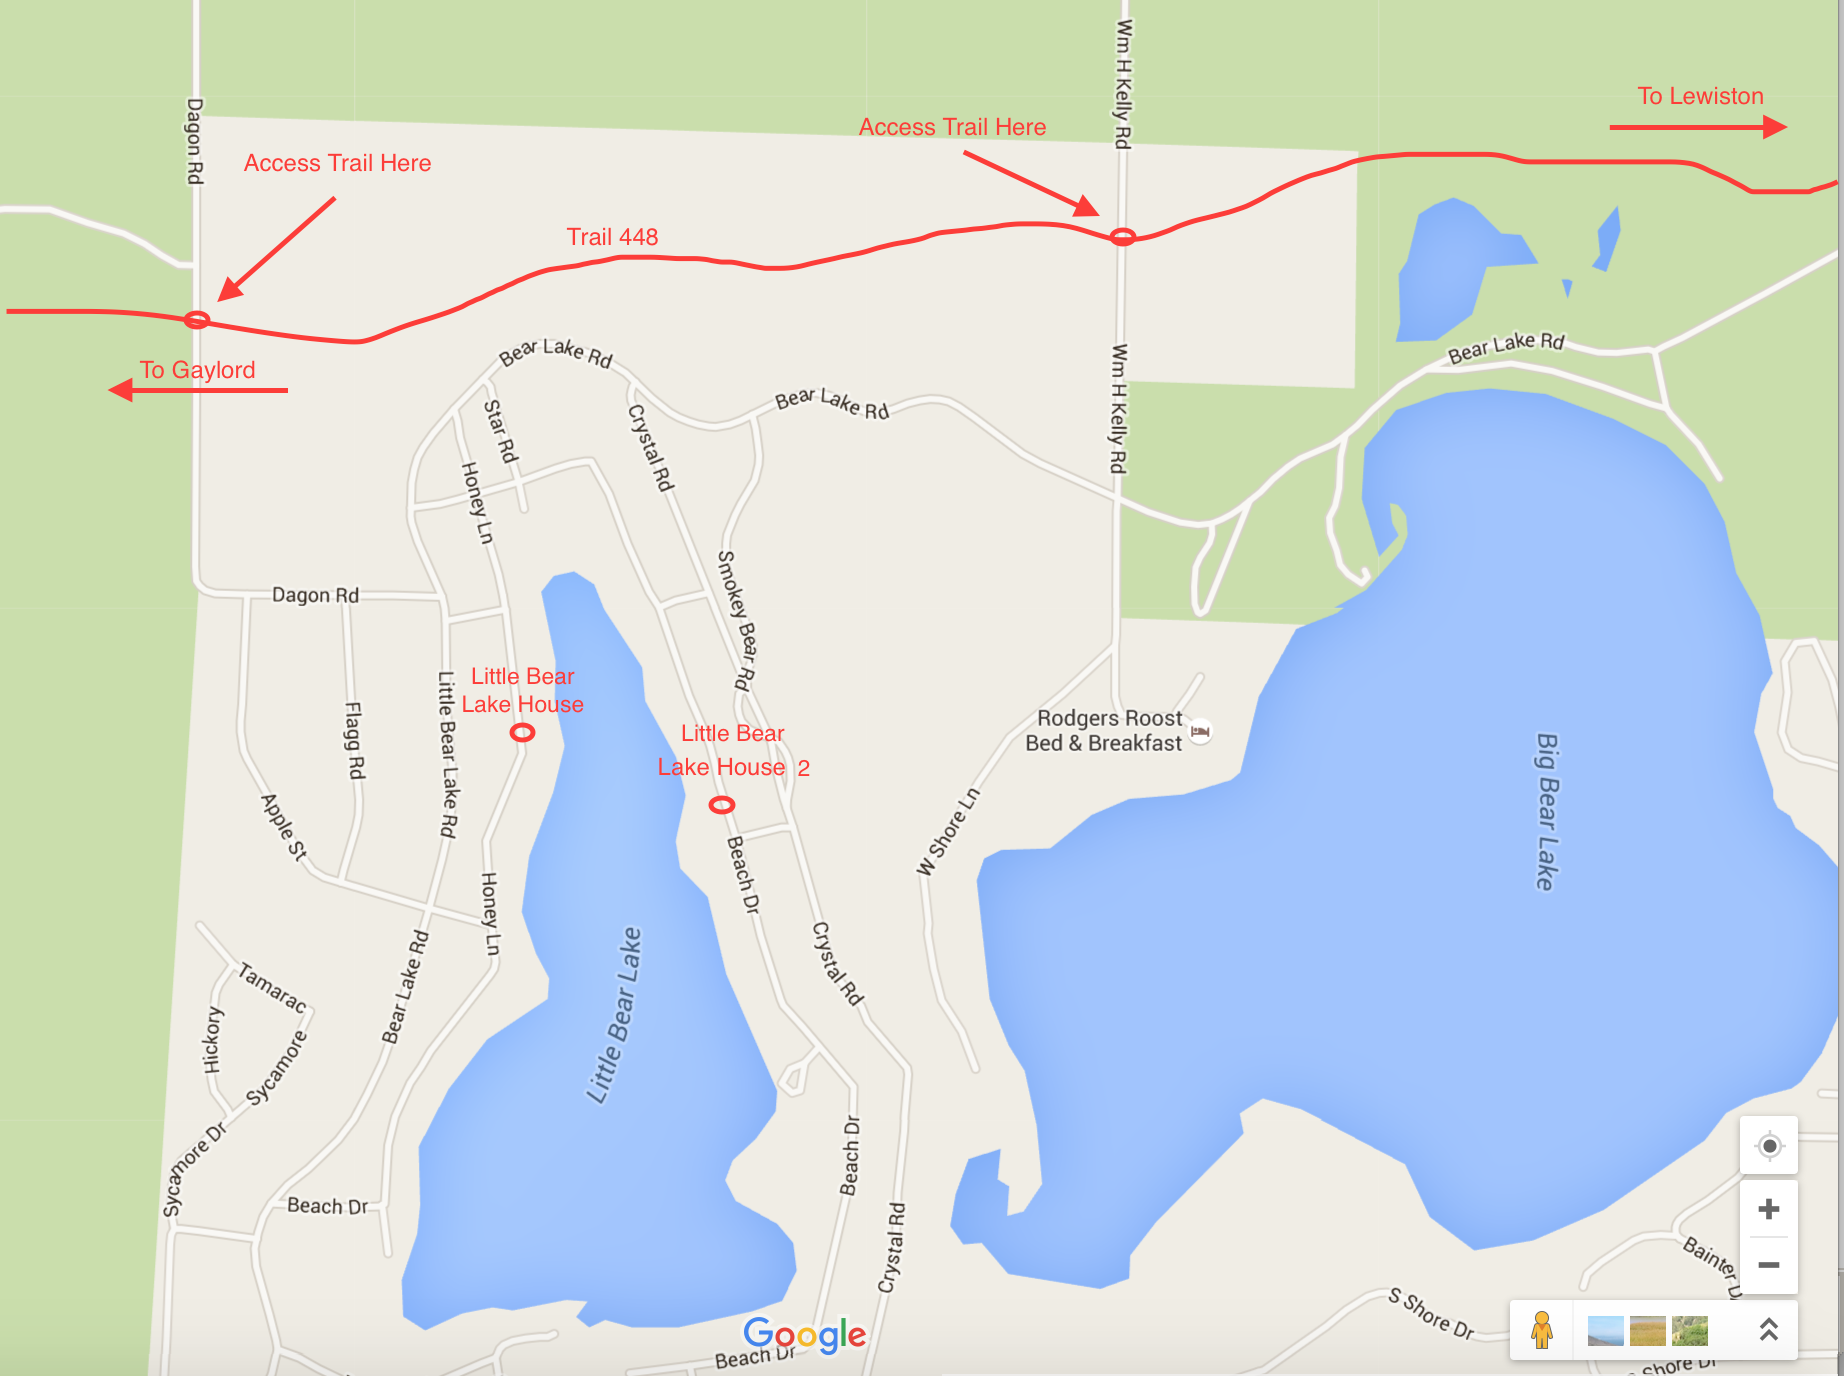 Wm H Kelly Rd
To Lewiston
Dagon Rd
Access Trail Here
Access Trail Here
Trail 448
To Gaylord
Bear Lake Rd
Bear Lake Rd
Bear Lake Rd
Wm H Kelly Rd
Star Rd
Crystal Rd
Honey Ln
Smokey Bear Rd
Dagon Rd
Little Bear
Lake House
Little Bear Lake Rd
Flagg Rd
Little Bear
Lake House 2
Rodgers Roost
Bed & Breakfast
Big Bear Lake
W Shore Ln
Apple St
Beach Dr
Honey Ln
Little Bear Lake
Crystal Rd
Bear Lake Rd
Tamarac
Hickory
Sycamore
Sycamore Dr
Beach Dr
Beach Dr
Crystal Rd
Bainter D
S Shore Dr
Google
Beach Dr
Shore Dr